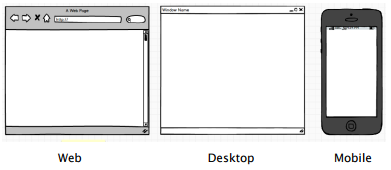 A Web Page
http://
Window Name
Web
Desktop
Mobile